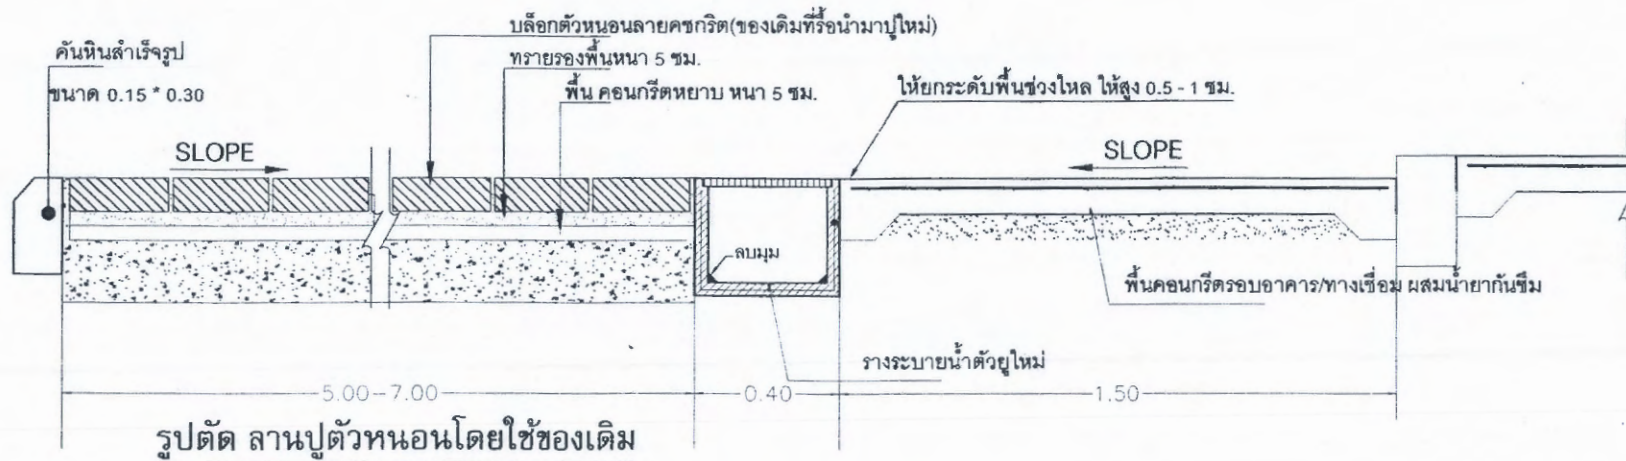 บล็อกตัวหนอนลายคชกริต(ของเดิมที่รื้อนำมาปูใหม่)
คันหินสำเร็จรูป
ทรายรองพื้นหนา 5 ซม.
ขนาด 0.15 * 0.30
พื้น คอนกรีตหยาบ หนา 5 ซม.
ให้ยกระดับพื้นช่วงไหล ให้สูง 0.5 - 1 ซม.
SLOPE
SLOPE
ลบมุม
พื้นคอนกรีตรอบอาคาร/ทางเชื่อม ผสมน้ำยากันซึม
รางระบายน้ำตัวยูใหม่
5.00-7.00
0.40
1.50
รูปตัด ลานปูตัวหนอนโดยใช้ของเดิม